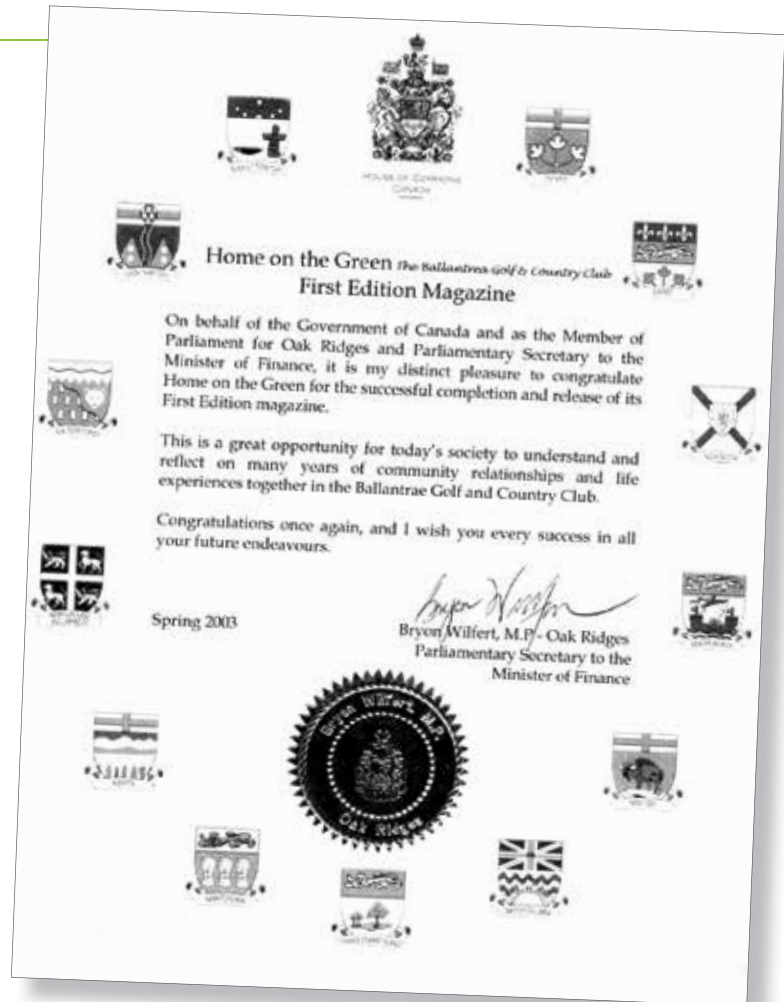 HOUSE OF COMMONS
CANADA
Home on the Green The Ballantrea Golf & Country Club
First Edition Magazine
On behalf of the Government of Canada and as the Member of
Parliament for Oak Ridges and Parliamentary Secretary to the
Minister of Finance, it is my distinct pleasure to congratulate
Home on the Green for the successful completion and release of its
First Edition magazine.
This is a great opportunity for today's society to understand and
reflect on many years of community relationships and life
experiences together in the Ballantrae Golf and Country Club.
Congratulations once again, and I wish you every success in all
your future endeavours.
Spring 2003
Bryon Wilfert, M.P. - Oak Ridges
Parliamentary Secretary to the
Minister of Finance
Bryon Wilfert, M.P.
Oak Ridges